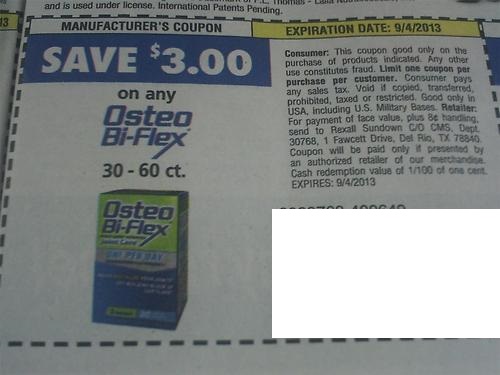 and is used under license. International Patents Pending.
MANUFACTURER'S COUPON
EXPIRATION DATE: 9/4/2013
SAVE $3.00
on any
Osteo
Bi-Flex
30 - 60 ct.
Osteo
Bi-Flex
Joint Care
ONE PER DAY
Consumer: This coupon good only on the
purchase of products indicated. Any other
use constitutes fraud. Limit one coupon per
purchase per customer. Consumer pays
any sales tax. Void if copied, transferred,
prohibited, taxed or restricted. Good only in
USA, including U.S. Military Bases. Retailer:
For payment of face value, plus 8¢ handling,
send to Rexall Sundown C/O CMS, Dept.
30768, 1 Fawcett Drive, Del Rio, TX 78840.
Coupon will be paid only if presented by
an authorized retailer of our merchandise.
Cash redemption value of 1/100 of one cent.
EXPIRES: 9/4/2013